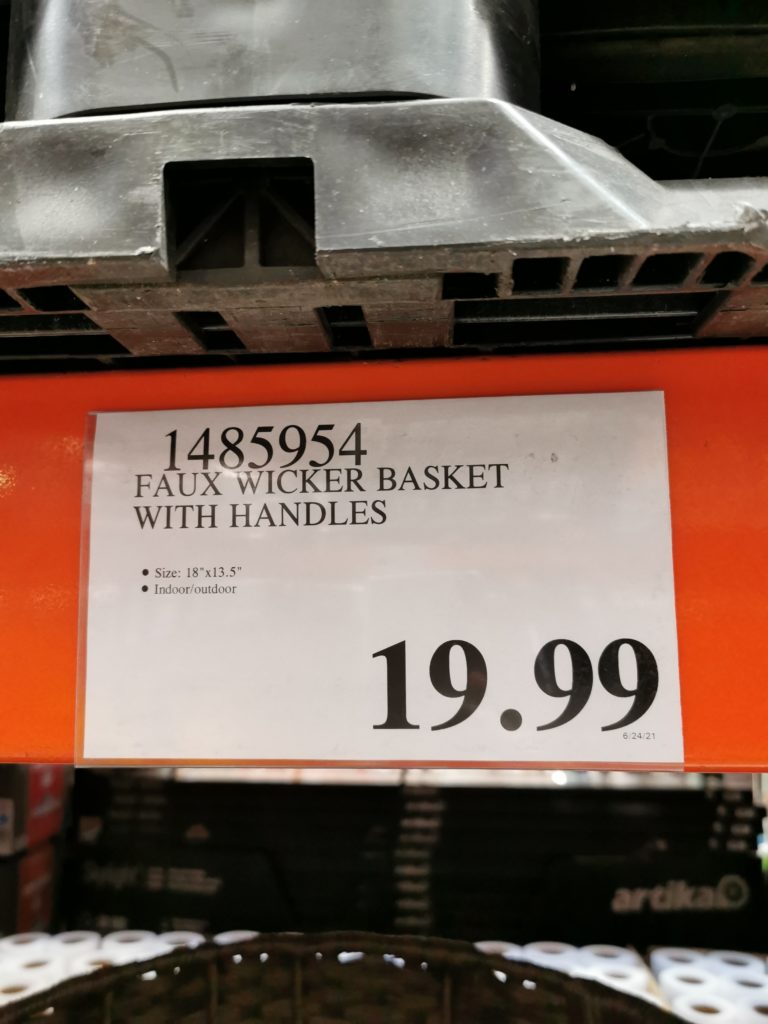 1485954
FAUX WICKER BASKET
WITH HANDLES
• Size: 18"x13.5"
• Indoor/outdoor
19.99
6/24/21
artika